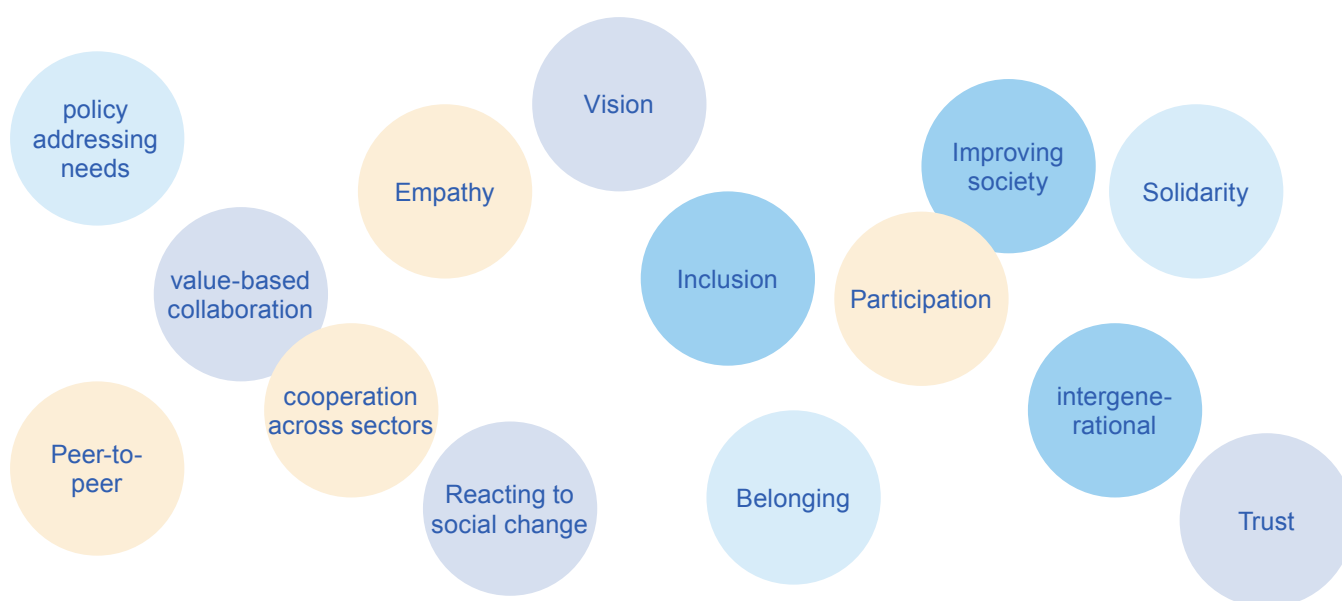 policy
addressing
needs
Empathy
Vision
Improving
society
Solidarity
value-based
collaboration
Inclusion
Participation
cooperation
across sectors
intergene-
rational
Peer-to-
peer
Reacting to
social change
Belonging
Trust